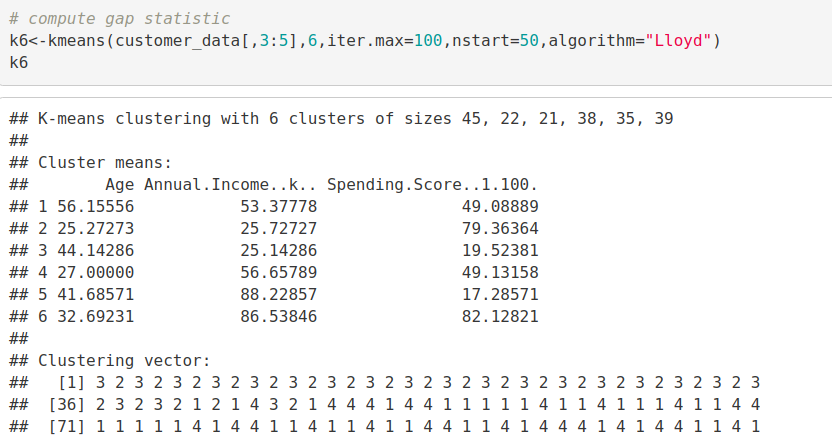 # compute gap statistic
k6<-kmeans(customer_data[,3:5],6,iter.max=100,nstart=50,algorithm="Lloyd")
k6
## K-means clustering with 6 clusters of sizes 45, 22, 21, 38, 35, 39
##
## Cluster means:
##        Age Annual.Income..k.. Spending.Score..1.100.
## 1 56.15556           53.37778               49.08889
## 2 25.27273           25.72727               79.36364
## 3 44.14286           25.14286               19.52381
## 4 27.00000           56.65789               49.13158
## 5 41.68571           88.22857               17.28571
## 6 32.69231           86.53846               82.12821
##
## Clustering vector:
##   [1] 3 2 3 2 3 2 3 2 3 2 3 2 3 2 3 2 3 2 3 2 3 2 3 2 3 2 3 2 3 2 3 2 3 2 3
##  [36] 2 3 2 3 2 1 2 1 4 3 2 1 4 4 4 1 4 4 1 1 1 1 1 4 1 1 4 1 1 1 4 1 1 4 4
##  [71] 1 1 1 1 1 4 1 4 4 1 1 4 1 1 4 1 1 4 4 1 1 4 1 4 4 4 1 4 1 4 4 1 1 4 1